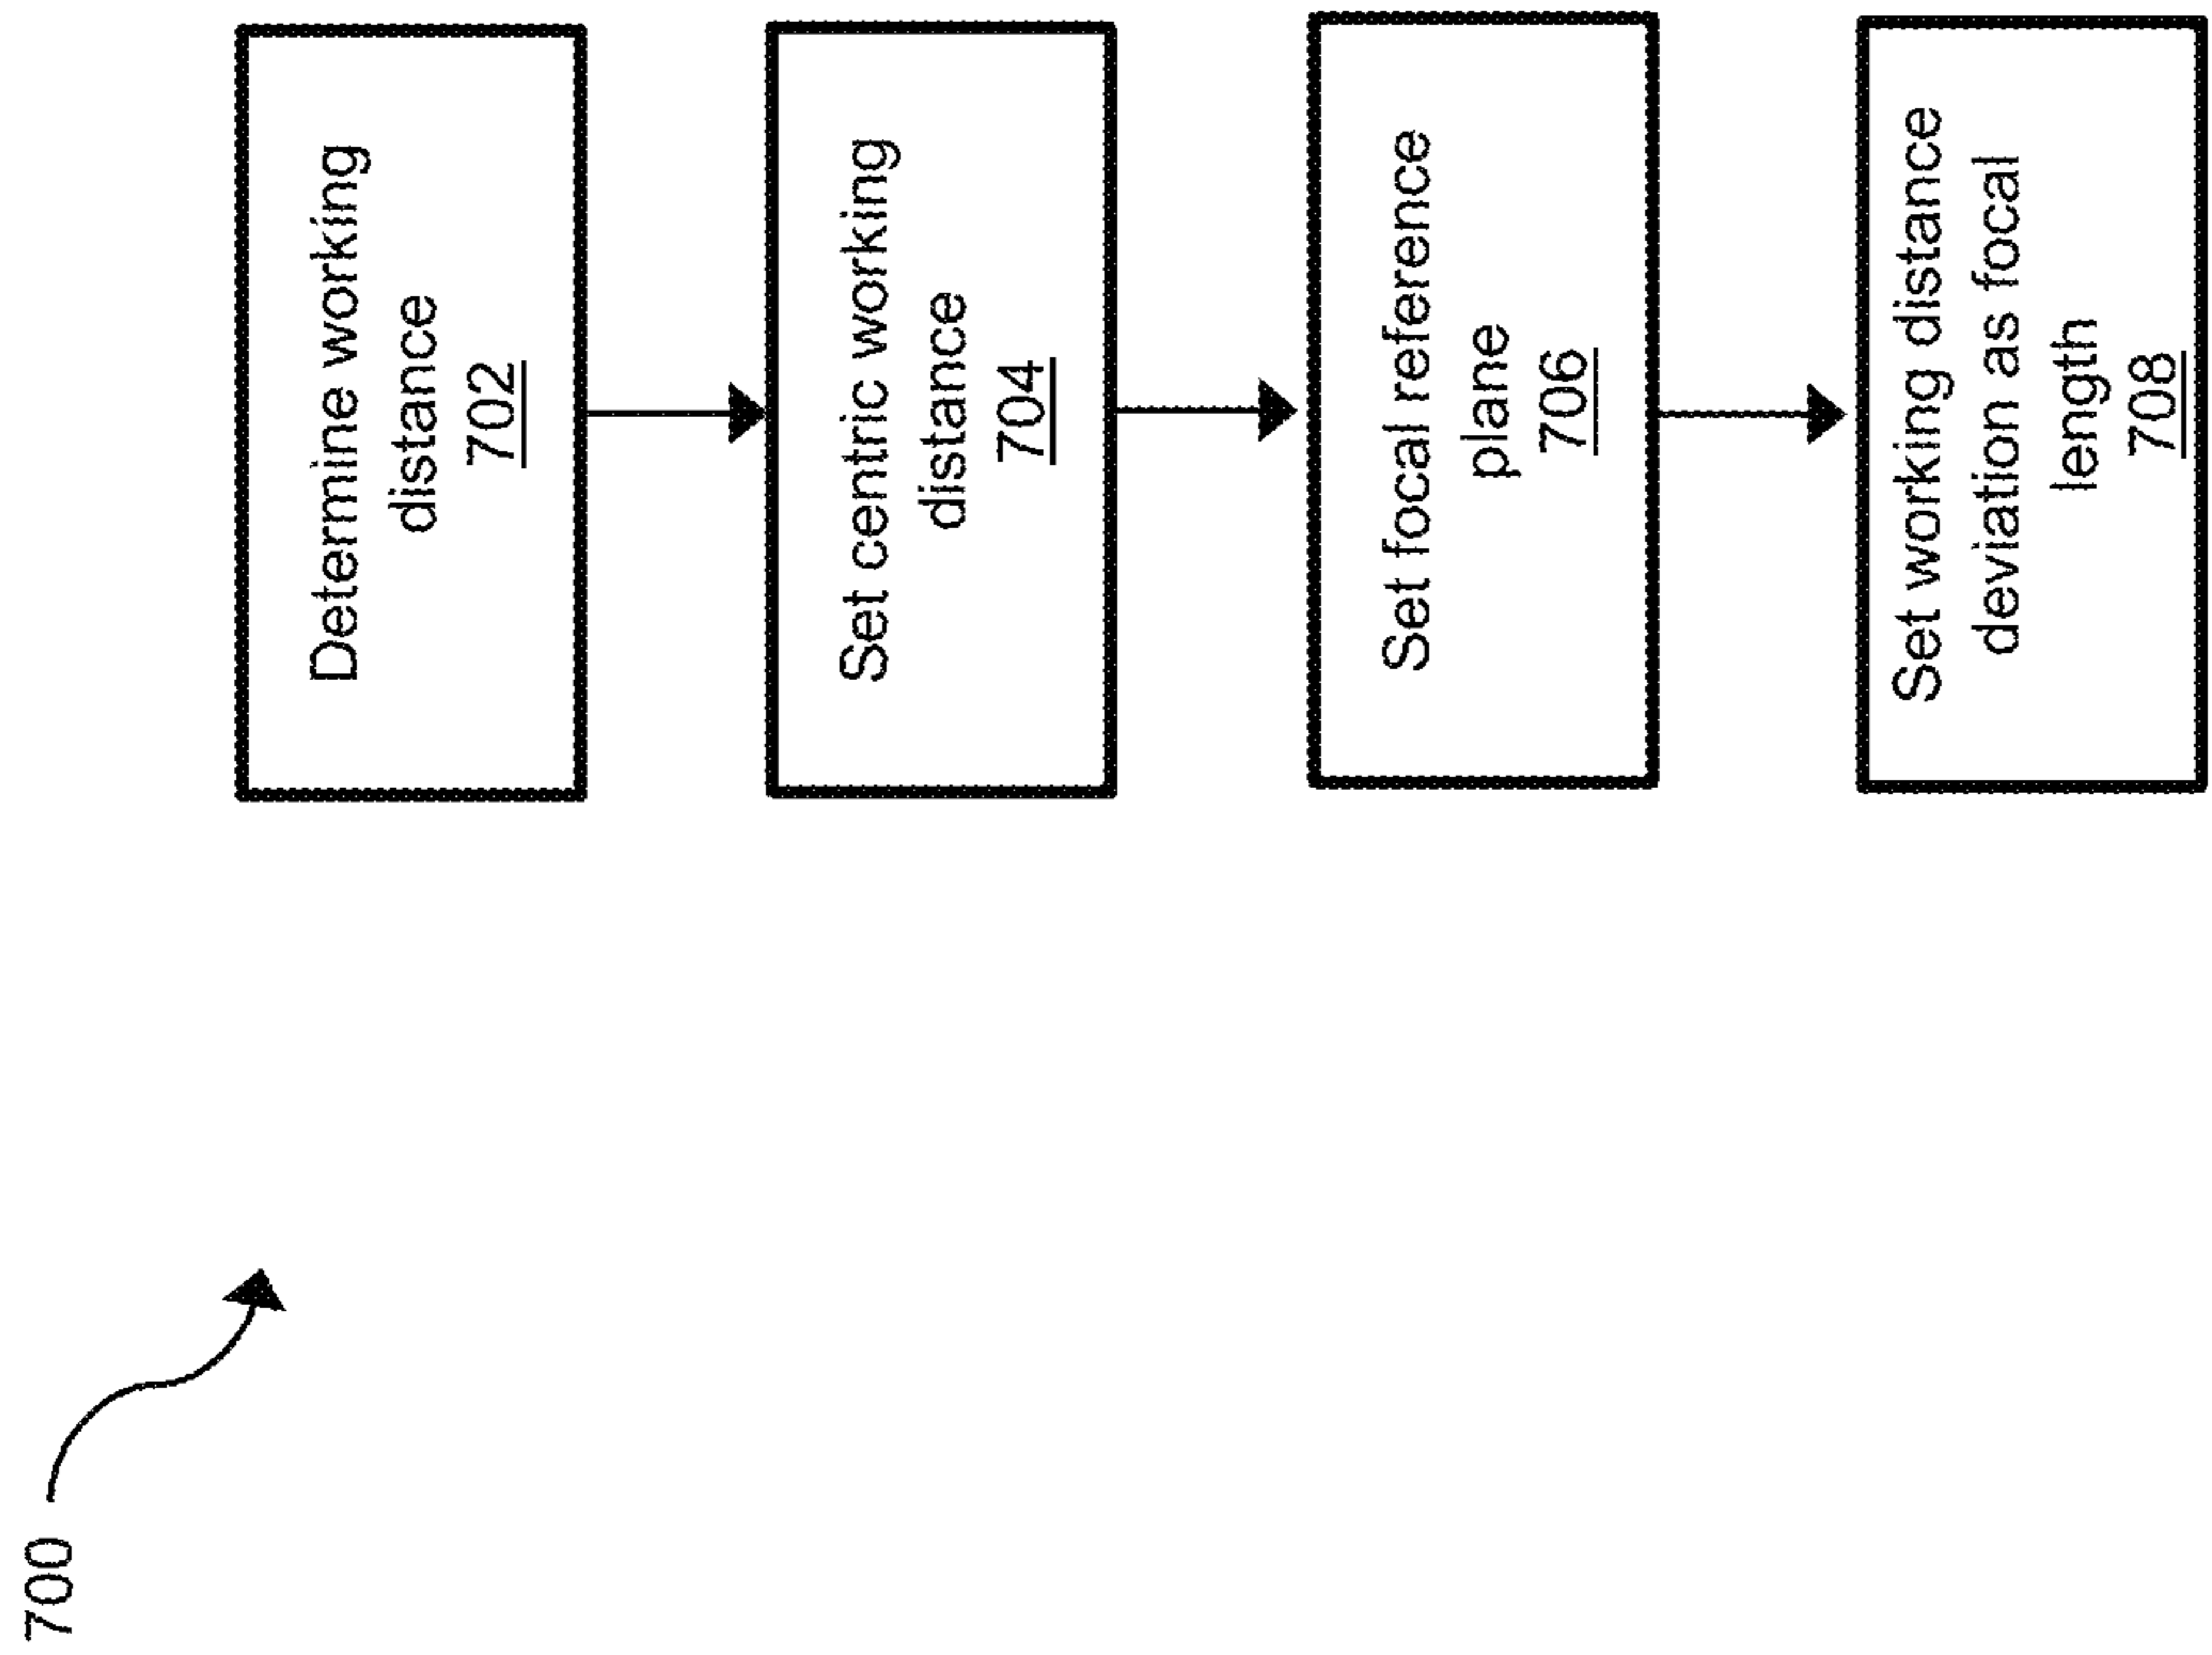 700
Determine working
distance
702
Set centric working
distance
704
Set focal reference
plane
706
Set working distance
deviation as focal
length
708